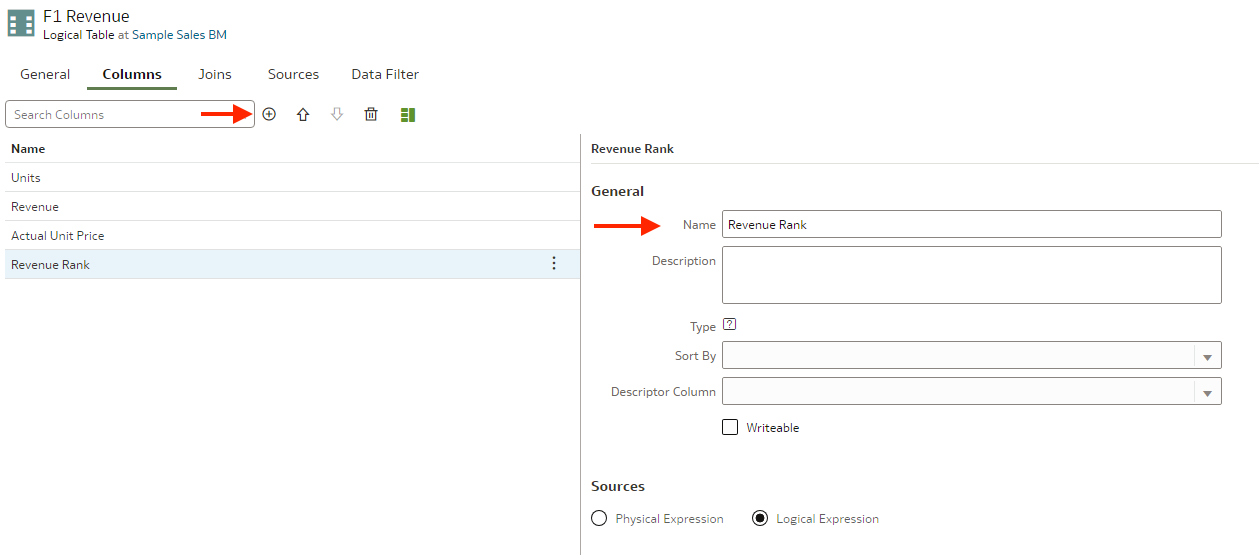 F1 Revenue
Logical Table at Sample Sales BM
General Columns Joins Sources Data Filter
Search Columns
Name
Units
Revenue
Actual Unit Price
Revenue Rank
Revenue Rank
General
Name Revenue Rank
Description
Type ?
Sort By
Descriptor Column
Writeable
Sources
Physical Expression Logical Expression